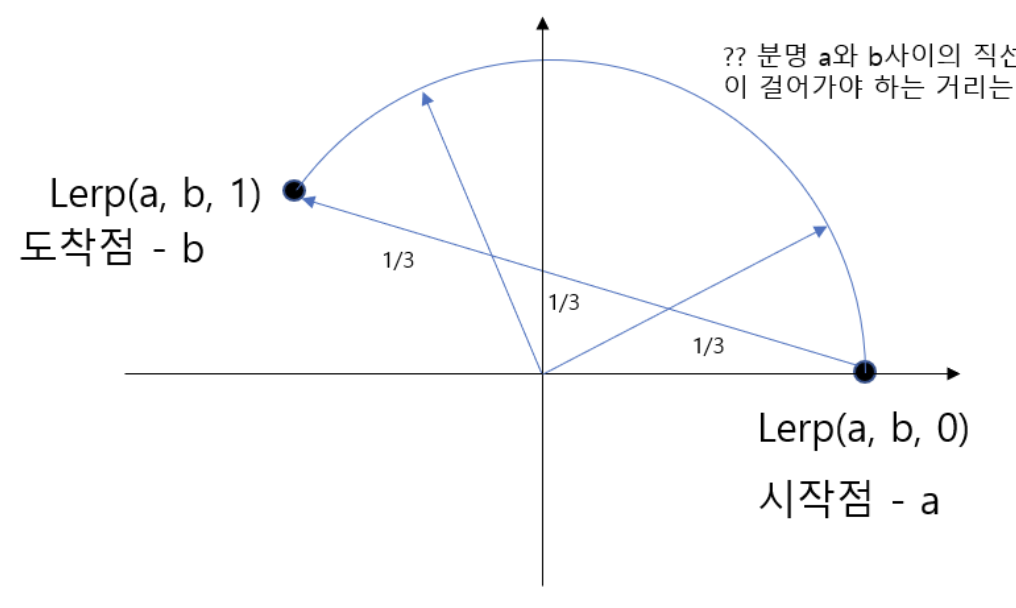 ?? 분명 a와 b사이의 직선
이 걸어가야 하는 거리는
Lerp(a, b, 1)
도착점 - b
1/3
1/3
1/3
Lerp(a, b, 0)
시작점 - a